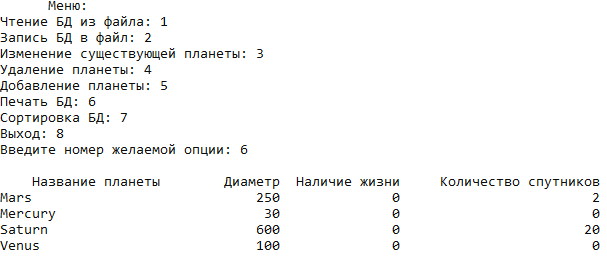 Меню:
Чтение БД из файла: 1
Запись БД в файл: 2
Изменение существующей планеты: 3
Удаление планеты: 4
Добавление планеты: 5
Печать БД: 6
Сортировка БД: 7
Выход: 8
Введите номер желаемой опции: 6
Название планеты Диаметр Наличие жизни Количество спутников
Mars 250 0 2
Mercury 30 0 0
Saturn 600 0 20
Venus 100 0 0